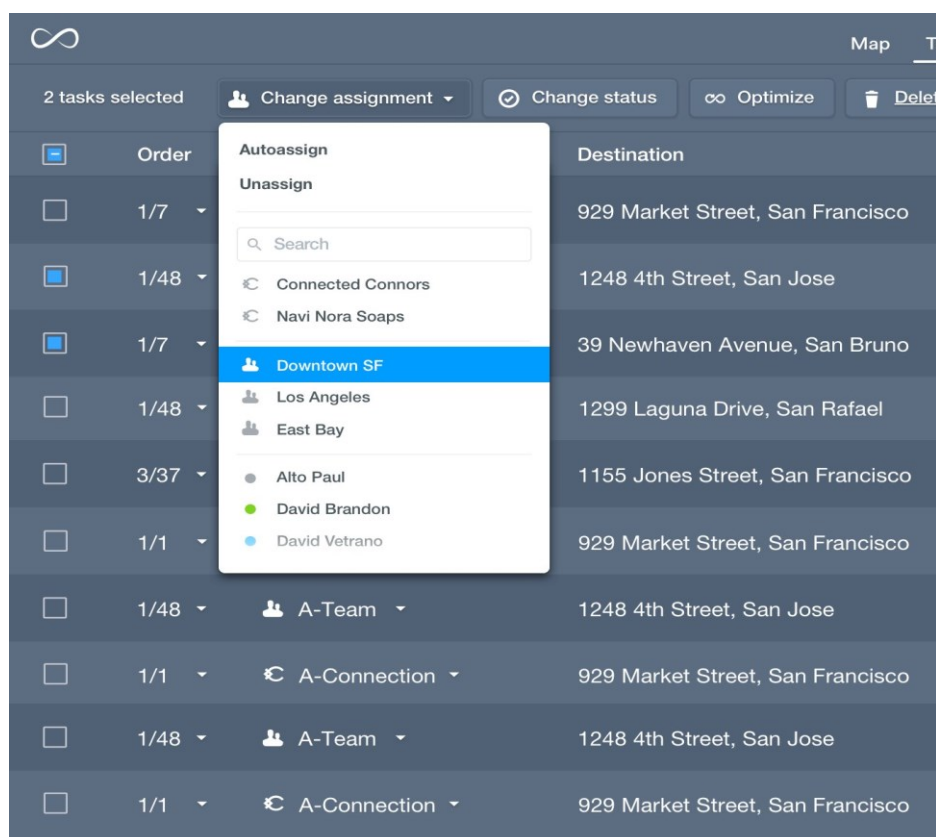 Map T
2 tasks selected Change assignment Change status Optimize Delet
Order Destination
Autoassign
Unassign
1/7 929 Market Street, San Francisco
Search
1/48 1248 4th Street, San Jose
Connected Connors
Navi Nora Soaps
1/7 39 Newhaven Avenue, San Bruno
Downtown SF
Los Angeles
1/48 1299 Laguna Drive, San Rafael
East Bay
3/37 1155 Jones Street, San Francisco
Alto Paul
David Brandon
1/1 929 Market Street, San Francisco
David Vetrano
1/48 A-Team 1248 4th Street, San Jose
1/1 A-Connection 929 Market Street, San Francisco
1/48 A-Team 1248 4th Street, San Jose
1/1 A-Connection 929 Market Street, San Francisco